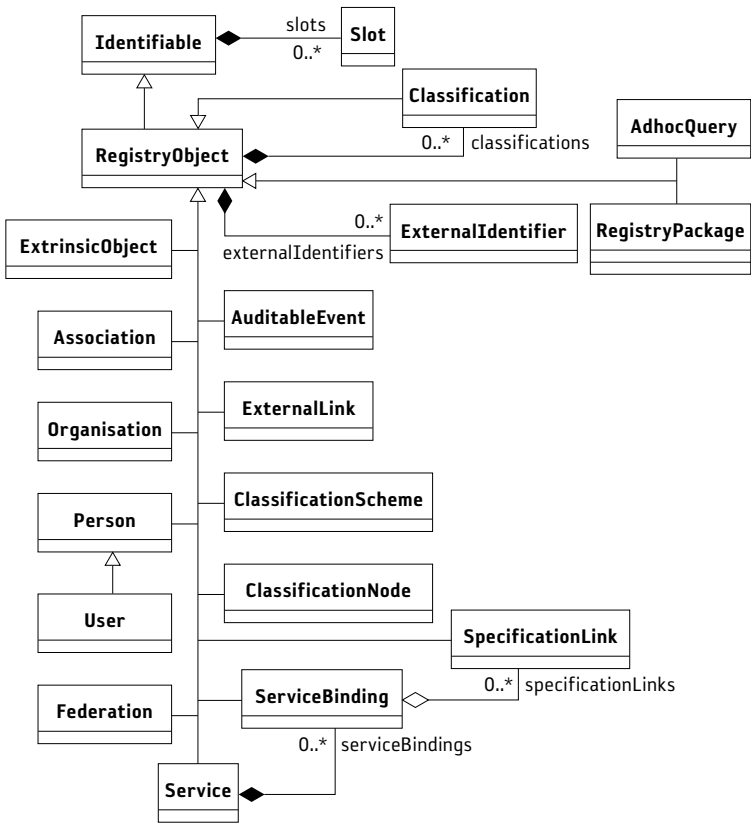 slots
Identifiable
Slot
0..*
Classification
0..*
classifications
AdhocQuery
RegistryObject
0..*
ExternalIdentifier
RegistryPackage
externalIdentifiers
ExtrinsicObject
AuditableEvent
Association
ExternalLink
Organisation
ClassificationScheme
Person
ClassificationNode
User
SpecificationLink
0..*
specificationLinks
ServiceBinding
Federation
0..*
serviceBindings
Service